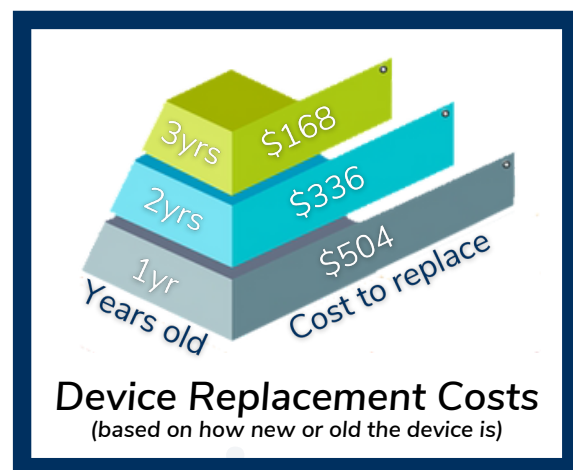 3yrs $168
2yrs $336
1yr $504
Years old
Cost to replace
Device Replacement Costs
(based on how new or old the device is)